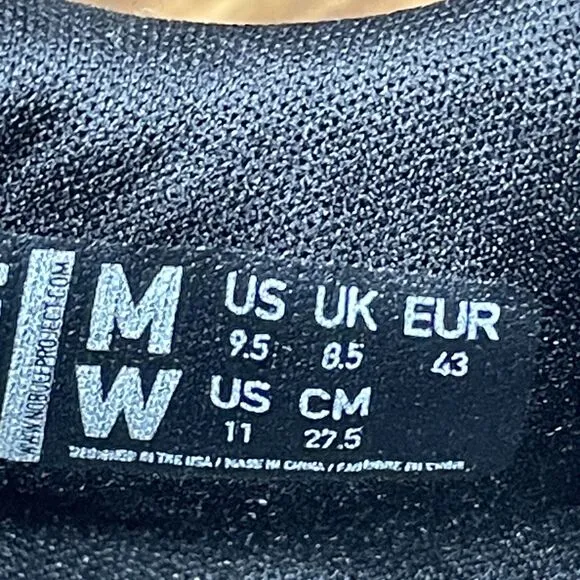 WWW.NOBULLPROJECT.COM
M US UK EUR
9.5 8.5 43
W US CM
11 27.5
DESIGNED IN THE USA / MADE IN CHINA / FABRIQUÉ EN CHINE